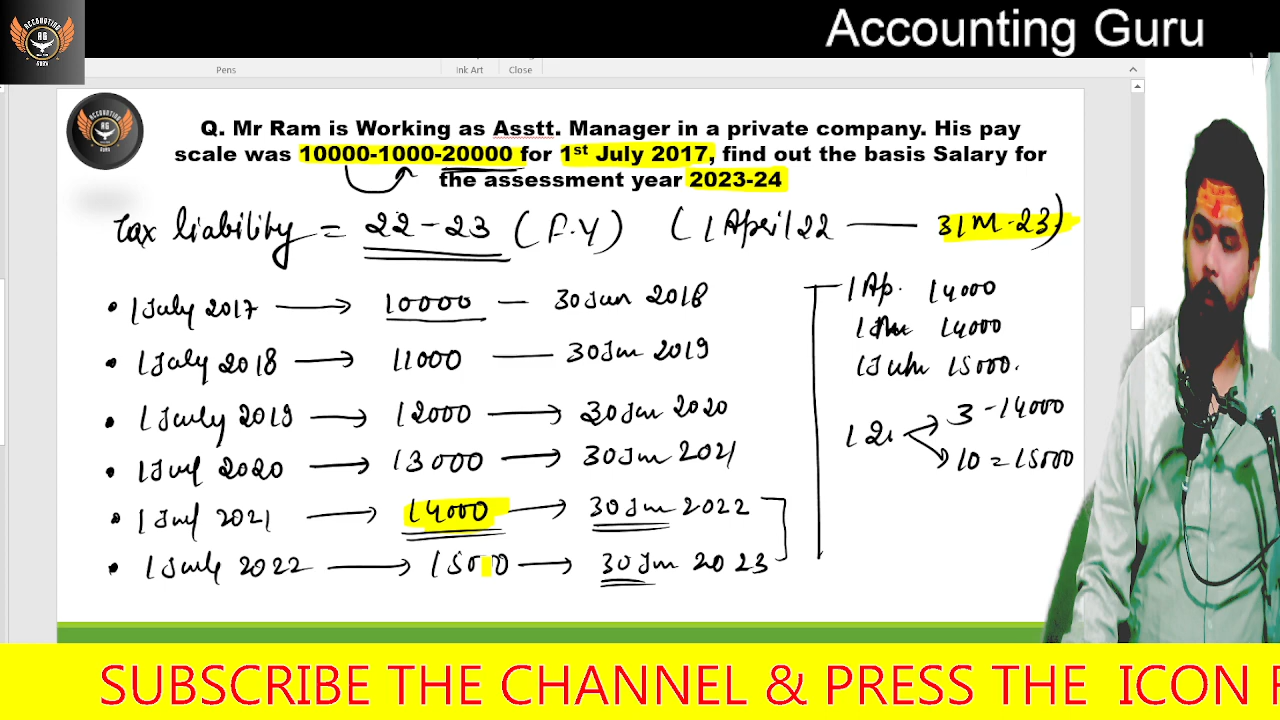 Accounting Guru
Pens
Ink Art
Close
Q. Mr Ram is Working as Asstt. Manager in a private company. His pay
scale was 10000-1000-20000 for 1st July 2017, find out the basis Salary for
the assessment year 2023-24
Tax liability = 22-23 (F.Y) (1 April 22 — 31 M-23)
• 1 July 2017 → 10000 — 30 Jun 2018
• 1 July 2018 → 11000 — 30 Jun 2019
• 1 July 2019 → 12000 → 30 Jun 2020
• 1 Jul 2020 → 13000 → 30 Jun 2021
• 1 Jul 2021 → 14000 → 30 Jun 2022
• 1 July 2022 → 15000 → 30 Jun 2023
1 Ap. 14000
14000
15000.
3 - 14000
10 = 15000
SUBSCRIBE THE CHANNEL & PRESS THE ICON